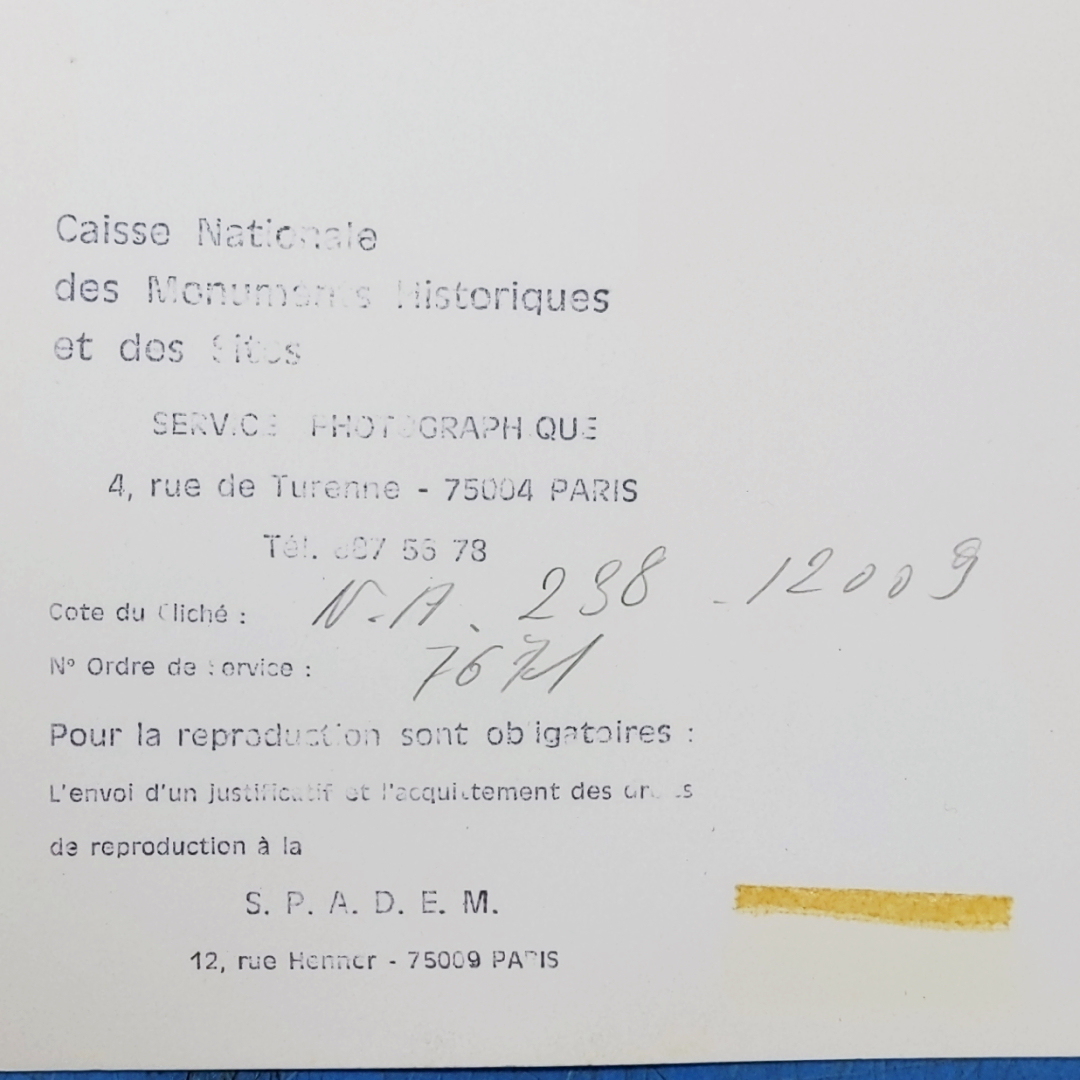 Caisse Nationale
des Monuments Historiques
et des Sites
SERVICE PHOTOGRAPHIQUE
4, rue de Turenne - 75004 PARIS
Tél. 887 56 78
Cote du Cliché : N.A. 238 - 12009
N° Ordre de Service : 7671
Pour la reproduction sont obligatoires :
L'envoi d'un justificatif et l'acquittement des droits
de reproduction à la
S. P. A. D. E. M.
12, rue Henner - 75009 PARIS